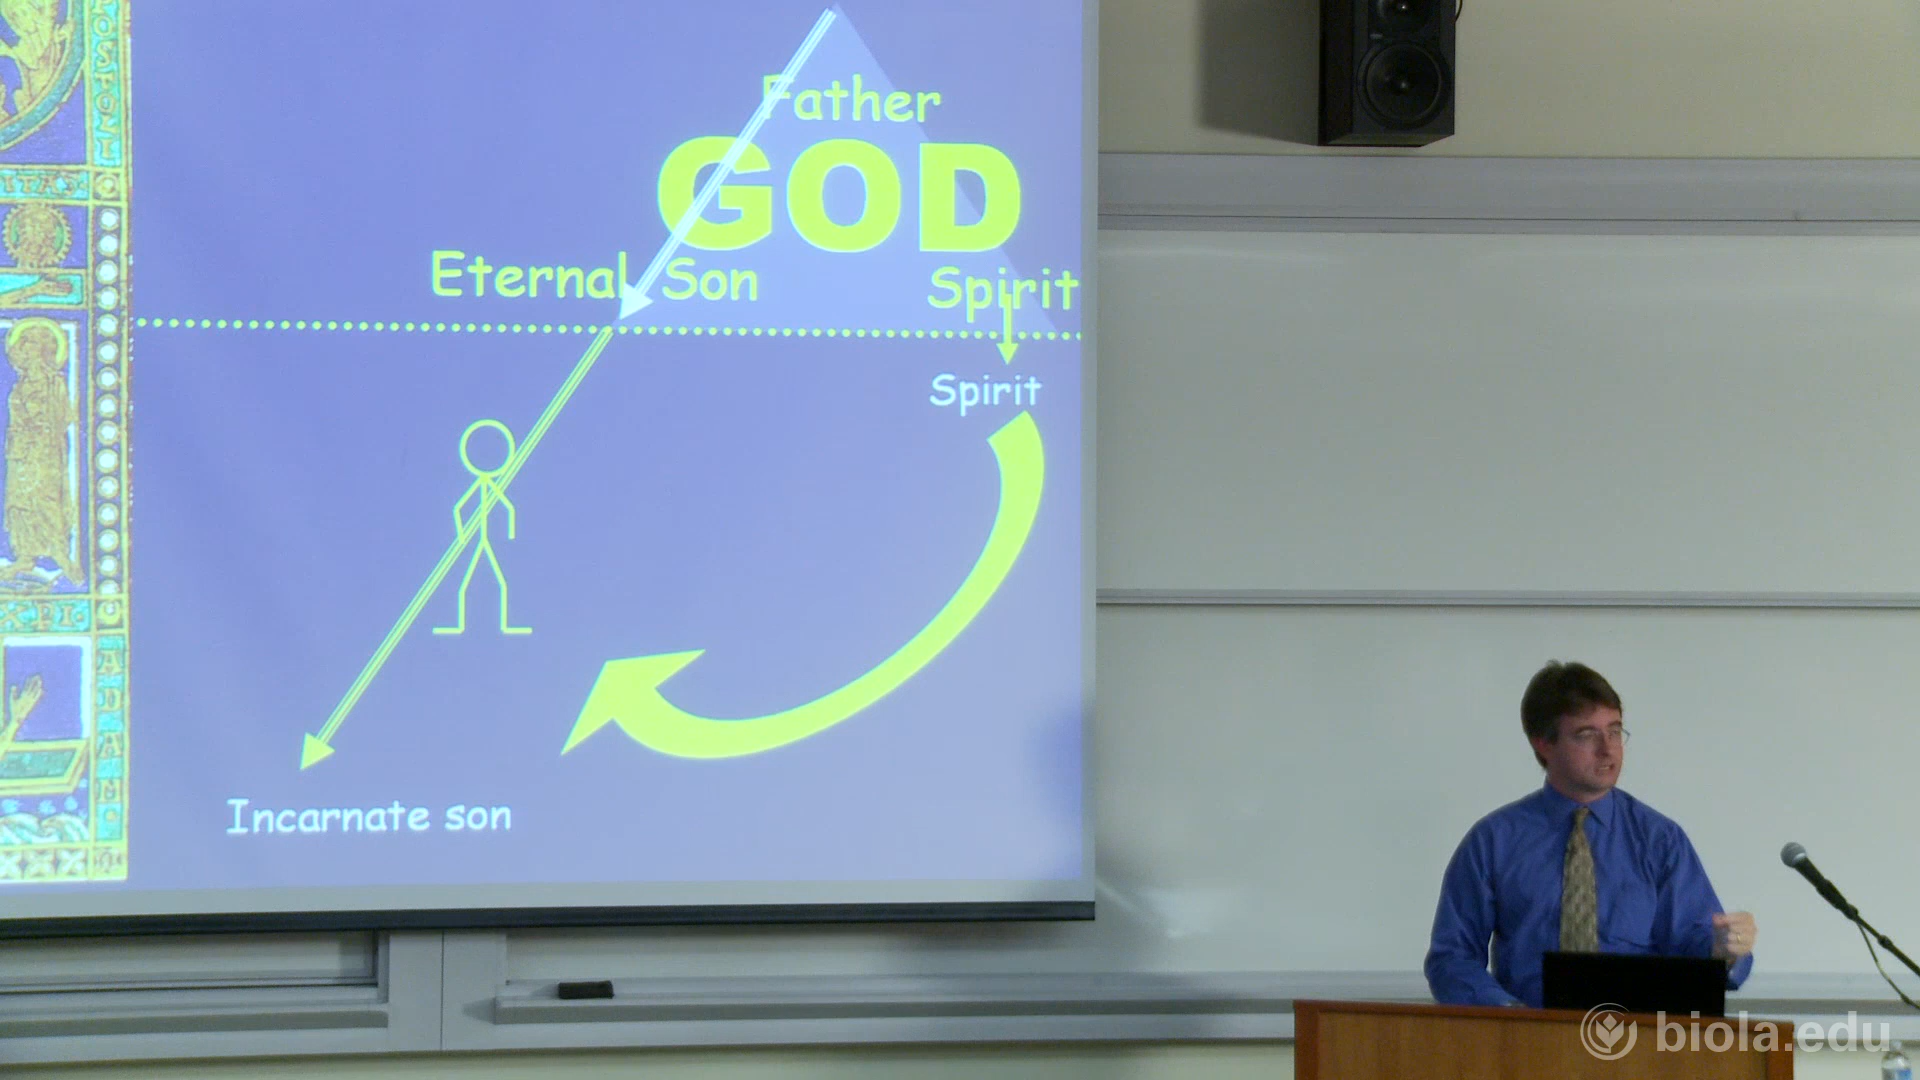 Father
GOD
Eternal Son
Spirit
Spirit
Incarnate son
biola.edu